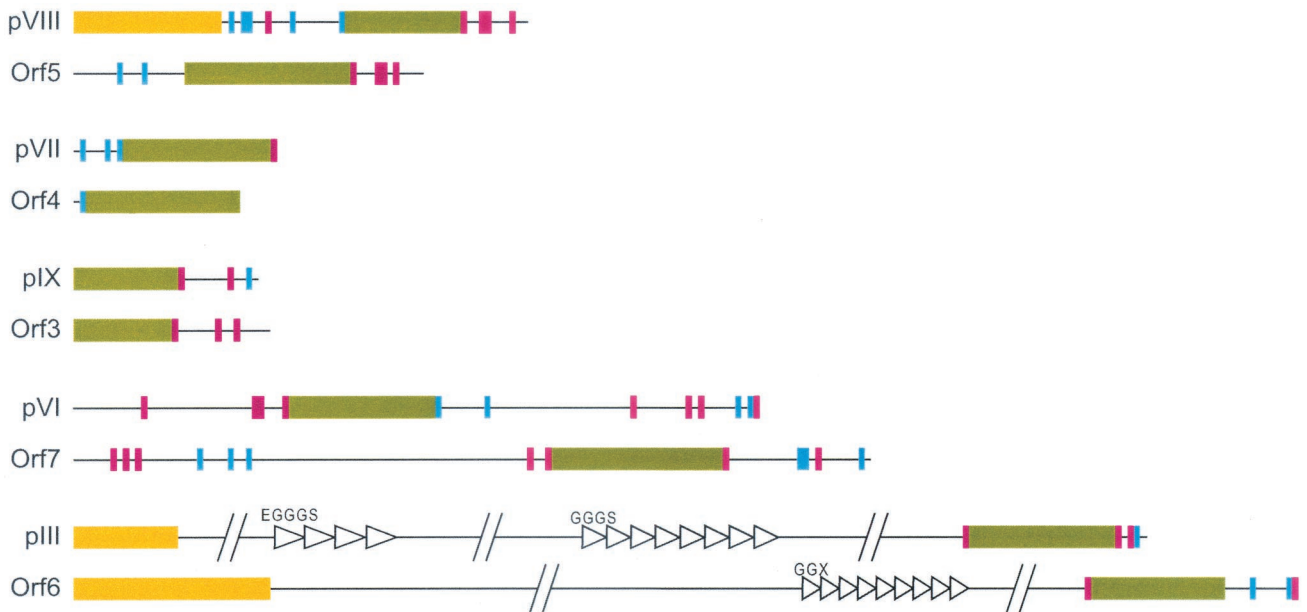 pVIII
Orf5
pVII
Orf4
pIX
Orf3
pVI
Orf7
pIII EGGGS GGGS
Orf6 GGX